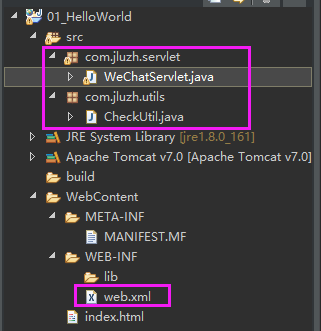 01_HelloWorld
src
com.jluzh.servlet
WeChatServlet.java
com.jluzh.utils
CheckUtil.java
JRE System Library [jre1.8.0_161]
Apache Tomcat v7.0 [Apache Tomcat v7.0]
build
WebContent
META-INF
MANIFEST.MF
WEB-INF
lib
web.xml
index.html